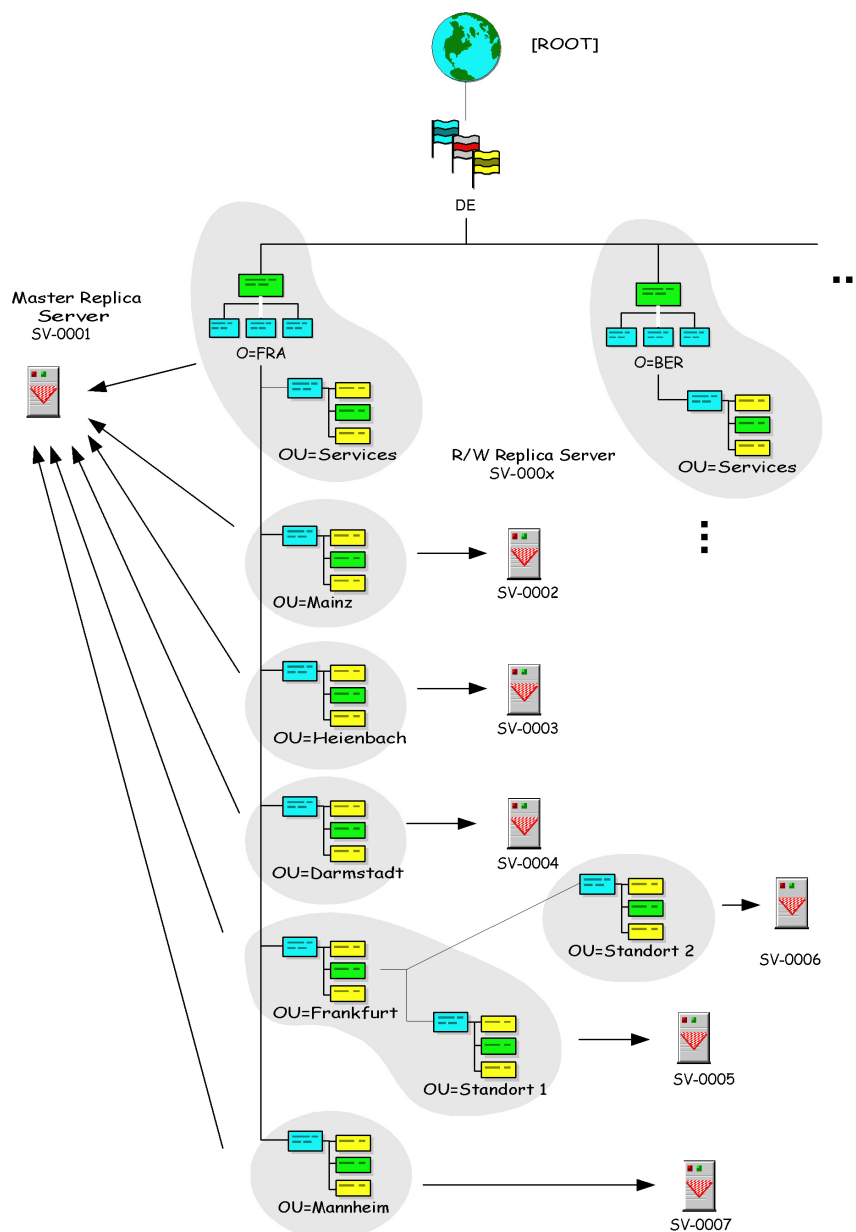 [ROOT]
DE
Master Replica
Server
SV-0001
O=FRA
O=BER
OU=Services
OU=Services
R/W Replica Server
SV-000x
OU=Mainz
SV-0002
OU=Heienbach
SV-0003
OU=Darmstadt
SV-0004
OU=Standort 2
SV-0006
OU=Frankfurt
OU=Standort 1
SV-0005
OU=Mannheim
SV-0007